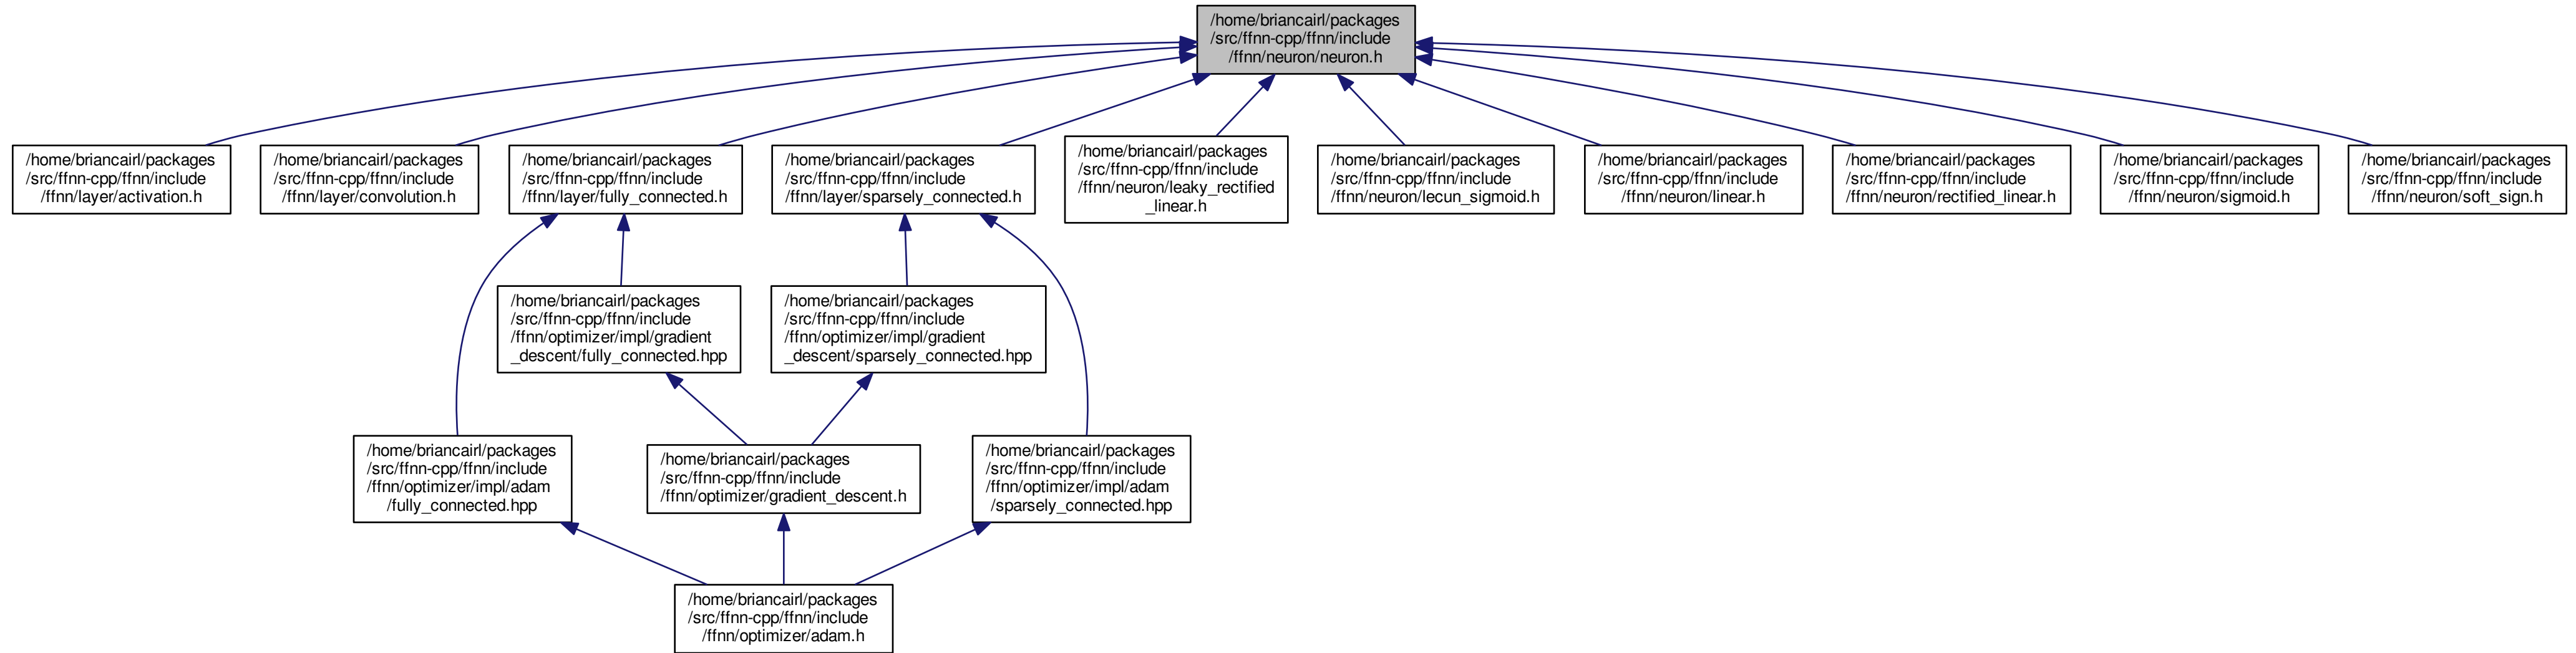 /home/briancairl/packages
/src/ffnn-cpp/ffnn/include
/ffnn/neuron/neuron.h
/home/briancairl/packages
/src/ffnn-cpp/ffnn/include
/ffnn/layer/activation.h
/home/briancairl/packages
/src/ffnn-cpp/ffnn/include
/ffnn/layer/convolution.h
/home/briancairl/packages
/src/ffnn-cpp/ffnn/include
/ffnn/layer/fully_connected.h
/home/briancairl/packages
/src/ffnn-cpp/ffnn/include
/ffnn/layer/sparsely_connected.h
/home/briancairl/packages
/src/ffnn-cpp/ffnn/include
/ffnn/neuron/leaky_rectified
_linear.h
/home/briancairl/packages
/src/ffnn-cpp/ffnn/include
/ffnn/neuron/lecun_sigmoid.h
/home/briancairl/packages
/src/ffnn-cpp/ffnn/include
/ffnn/neuron/linear.h
/home/briancairl/packages
/src/ffnn-cpp/ffnn/include
/ffnn/neuron/rectified_linear.h
/home/briancairl/packages
/src/ffnn-cpp/ffnn/include
/ffnn/neuron/sigmoid.h
/home/briancairl/packages
/src/ffnn-cpp/ffnn/include
/ffnn/neuron/soft_sign.h
/home/briancairl/packages
/src/ffnn-cpp/ffnn/include
/ffnn/optimizer/impl/gradient
_descent/fully_connected.hpp
/home/briancairl/packages
/src/ffnn-cpp/ffnn/include
/ffnn/optimizer/impl/gradient
_descent/sparsely_connected.hpp
/home/briancairl/packages
/src/ffnn-cpp/ffnn/include
/ffnn/optimizer/impl/adam
/fully_connected.hpp
/home/briancairl/packages
/src/ffnn-cpp/ffnn/include
/ffnn/optimizer/gradient_descent.h
/home/briancairl/packages
/src/ffnn-cpp/ffnn/include
/ffnn/optimizer/impl/adam
/sparsely_connected.hpp
/home/briancairl/packages
/src/ffnn-cpp/ffnn/include
/ffnn/optimizer/adam.h